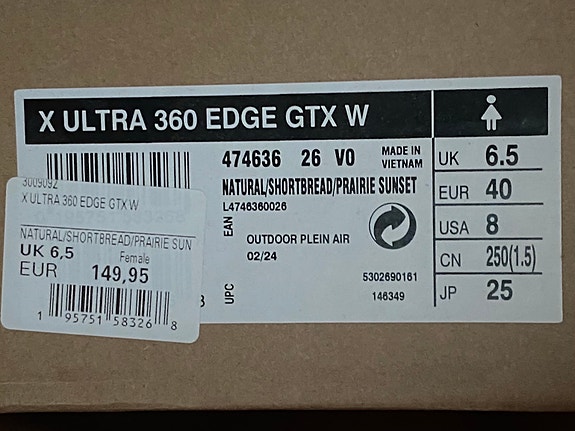 X ULTRA 360 EDGE GTX W
474636 26 V0
MADE IN
VIETNAM
NATURAL/SHORTBREAD/PRAIRIE SUNSET
L4746360026
EAN
OUTDOOR PLEIN AIR
02/24
5302690161
146349
UPC
8
UK 6.5
EUR 40
USA 8
CN 250(1.5)
JP 25
3009092
X ULTRA 360 EDGE GTX W
NATURAL/SHORTBREAD/PRAIRIE SUN
UK 6,5 Female
EUR 149,95
1 95751 58326 8